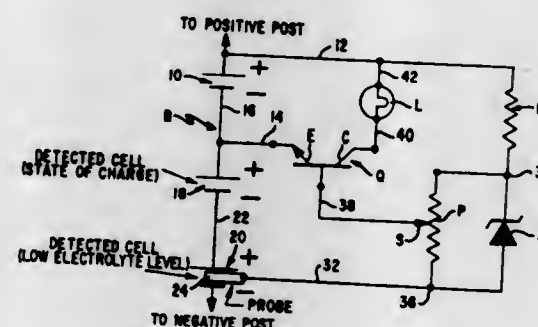 TO POSITIVE POST
12
10
+
−
42
16
L
B
14
40
E
C
DETECTED CELL
(STATE OF CHARGE)
+
Q
18
−
38
P
22
S
DETECTED CELL
(LOW ELECTROLYTE LEVEL)
20
+
32
24
−
PROBE
36
TO NEGATIVE POST